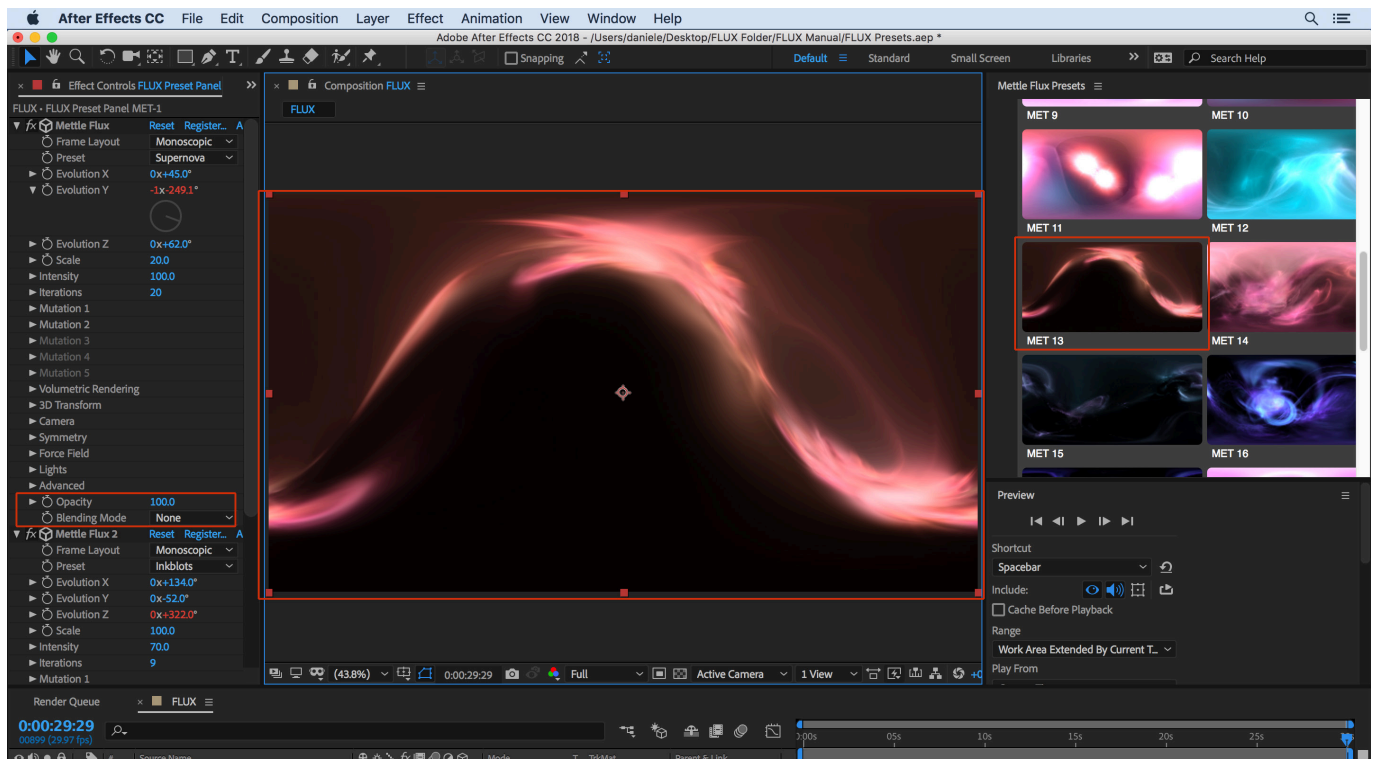 After Effects CC File Edit Composition Layer Effect Animation View Window Help
Adobe After Effects CC 2018 - /Users/daniele/Desktop/FLUX Folder/FLUX Manual/FLUX Presets.aep *
T Snapping Default Standard Small Screen Libraries Search Help
Effect Controls FLUX Preset Panel
FLUX • FLUX Preset Panel MET-1
fx Mettle Flux Reset Register... A
Frame Layout Monoscopic
Preset Supernova
Evolution X 0x+45.0°
Evolution Y -1x-249.1°
Evolution Z 0x+62.0°
Scale 20.0
Intensity 100.0
Iterations 20
Mutation 1
Mutation 2
Mutation 3
Mutation 4
Mutation 5
Volumetric Rendering
3D Transform
Camera
Symmetry
Force Field
Lights
Advanced
Opacity 100.0
Blending Mode None
fx Mettle Flux 2 Reset Register... A
Frame Layout Monoscopic
Preset Inkblots
Evolution X 0x+134.0°
Evolution Y 0x-52.0°
Evolution Z 0x+322.0°
Scale 100.0
Intensity 70.0
Iterations 9
Mutation 1
Composition FLUX
FLUX
(43.8%) 0:00:29:29 Full Active Camera 1 View
Mettle Flux Presets
MET 9 MET 10
MET 11 MET 12
MET 13 MET 14
MET 15 MET 16
Preview
Shortcut
Spacebar
Include:
Cache Before Playback
Range
Work Area Extended By Current T...
Play From
Render Queue FLUX
0:00:29:29
00899 (29.97 fps)
05s 10s 15s 20s 25s
# Source Name fx Mode T TrkMat Parent & Link